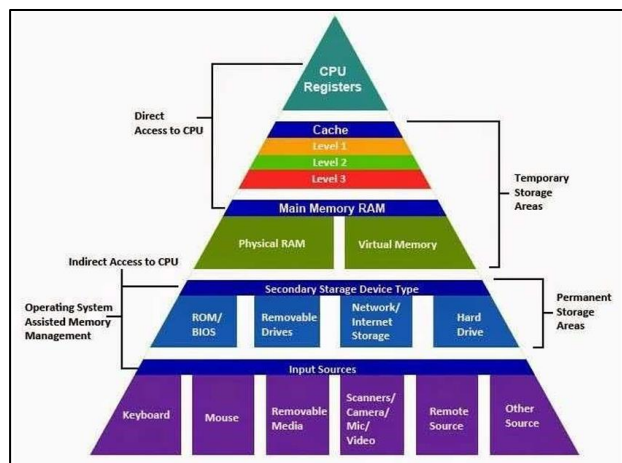 CPU
Registers
Direct
Access to CPU
Cache
Level 1
Level 2
Level 3
Temporary
Storage
Areas
Main Memory RAM
Physical RAM
Virtual Memory
Indirect Access to CPU
Secondary Storage Device Type
Operating System
Assisted Memory
Management
ROM/
BIOS
Removable
Drives
Network/
Internet
Storage
Hard
Drive
Permanent
Storage
Areas
Input Sources
Keyboard
Mouse
Removable
Media
Scanners/
Camera/
Mic/
Video
Remote
Source
Other
Source